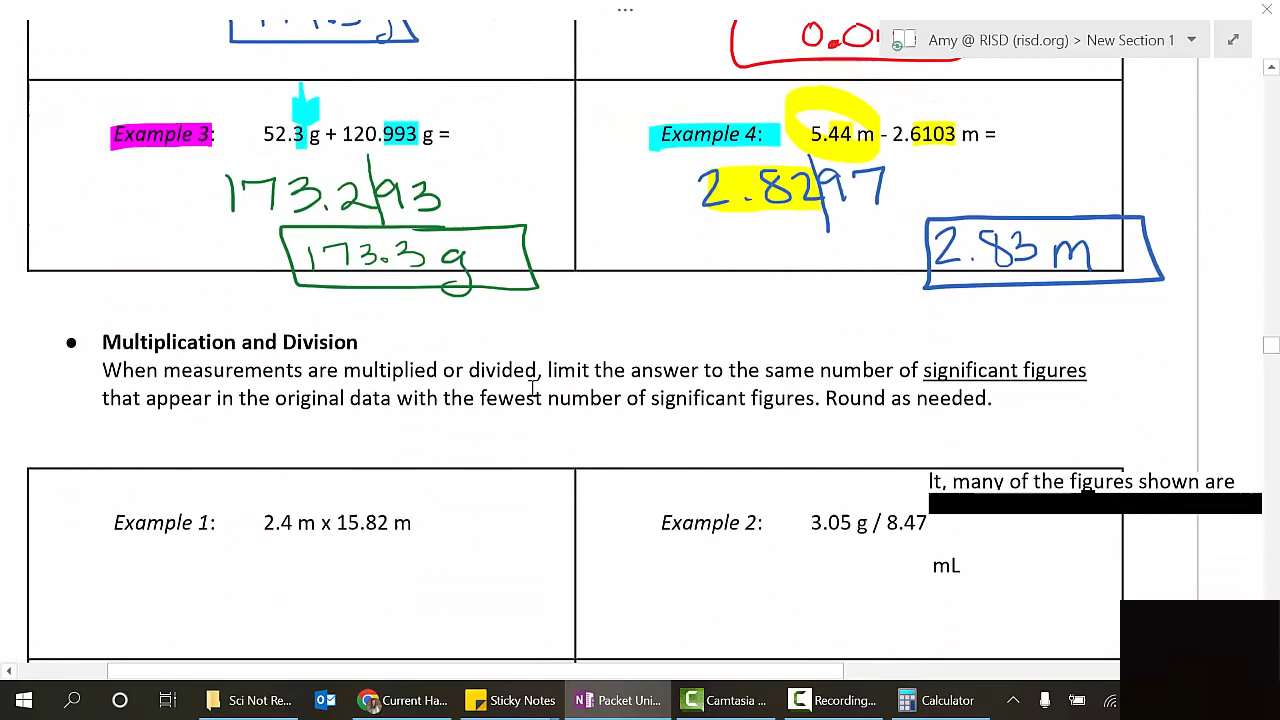 Amy @ RISD (risd.org) > New Section 1
0.0
Example 3: 52.3 g + 120.993 g =
173.293
173.3 g
Example 4: 5.44 m - 2.6103 m =
2.8297
2.83 m
● Multiplication and Division
When measurements are multiplied or divided, limit the answer to the same number of significant figures
that appear in the original data with the fewest number of significant figures. Round as needed.
lt, many of the figures shown are
Example 1: 2.4 m x 15.82 m
Example 2: 3.05 g / 8.47
mL
Sci Not Re...
Current Ha...
Sticky Notes
Packet Uni...
Camtasia ...
Recording...
Calculator